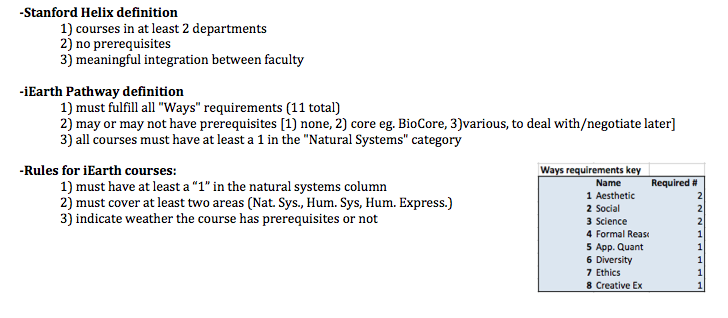 -Stanford Helix definition
1) courses in at least 2 departments
2) no prerequisites
3) meaningful integration between faculty
-iEarth Pathway definition
1) must fulfill all "Ways" requirements (11 total)
2) may or may not have prerequisites [1) none, 2) core eg. BioCore, 3)various, to deal with/negotiate later]
3) all courses must have at least a 1 in the "Natural Systems" category
-Rules for iEarth courses:
1) must have at least a “1” in the natural systems column
2) must cover at least two areas (Nat. Sys., Hum. Sys, Hum. Express.)
3) indicate weather the course has prerequisites or not
Ways requirements key
Name Required #
1 Aesthetic 2
2 Social 2
3 Science 2
4 Formal Reas 1
5 App. Quant 1
6 Diversity 1
7 Ethics 1
8 Creative Ex 1